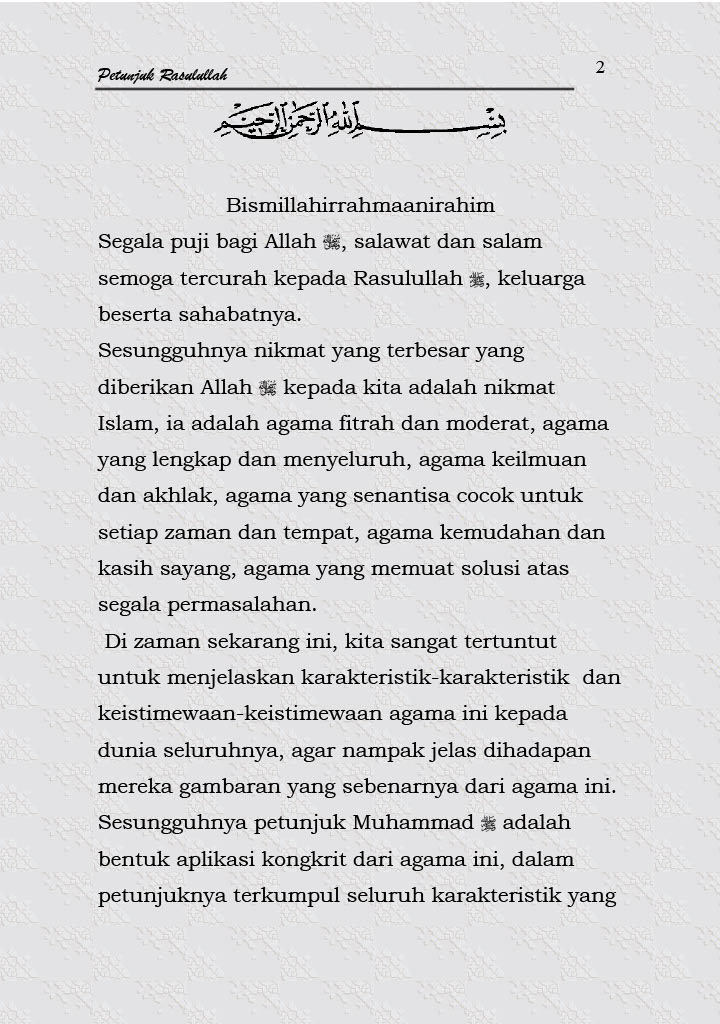 Petunjuk Rasulullah
2
بِسْمِ اللهِ الرَّحْمٰنِ الرَّحِيْمِ
Bismillahirrahmaanirahim
Segala puji bagi Allah ﷻ, salawat dan salam
semoga tercurah kepada Rasulullah ﷺ, keluarga
beserta sahabatnya.
Sesungguhnya nikmat yang terbesar yang
diberikan Allah ﷻ kepada kita adalah nikmat
Islam, ia adalah agama fitrah dan moderat, agama
yang lengkap dan menyeluruh, agama keilmuan
dan akhlak, agama yang senantisa cocok untuk
setiap zaman dan tempat, agama kemudahan dan
kasih sayang, agama yang memuat solusi atas
segala permasalahan.
Di zaman sekarang ini, kita sangat tertuntut
untuk menjelaskan karakteristik-karakteristik dan
keistimewaan-keistimewaan agama ini kepada
dunia seluruhnya, agar nampak jelas dihadapan
mereka gambaran yang sebenarnya dari agama ini.
Sesungguhnya petunjuk Muhammad ﷺ adalah
bentuk aplikasi kongkrit dari agama ini, dalam
petunjuknya terkumpul seluruh karakteristik yang